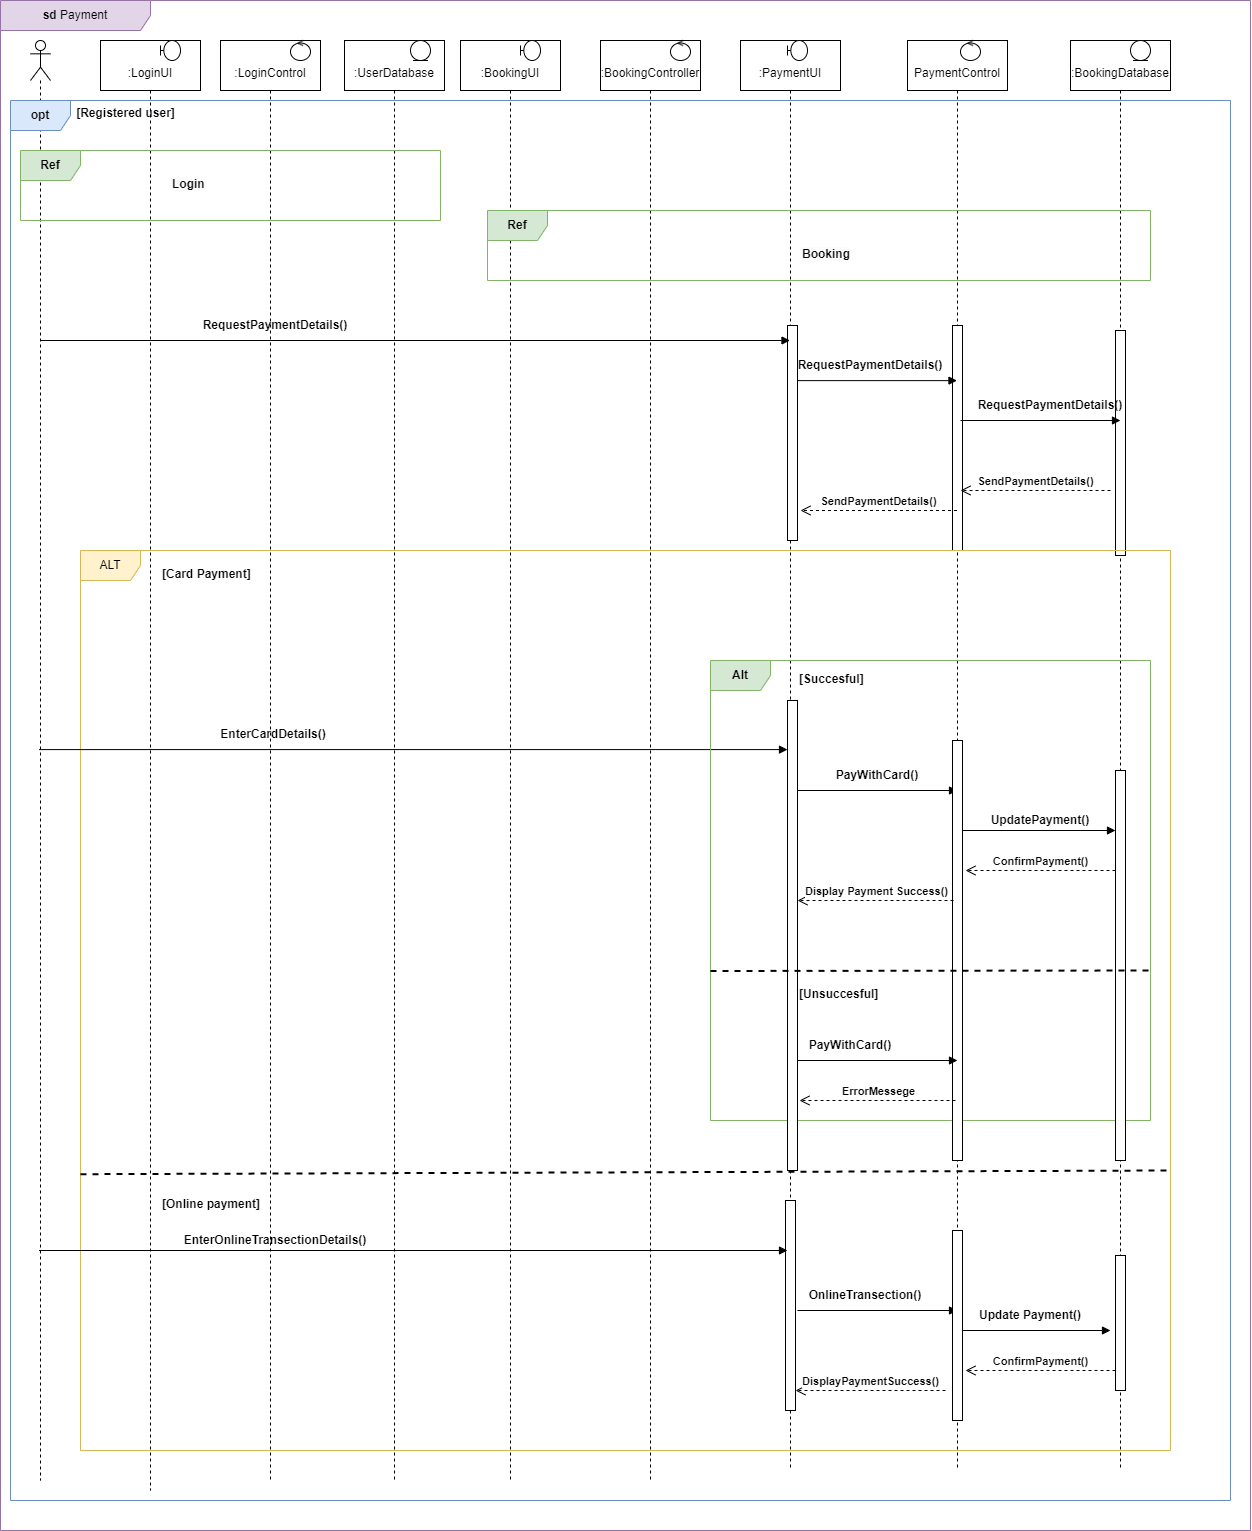 sd Payment
:LoginUI
:LoginControl
:UserDatabase
:BookingUI
:BookingController
:PaymentUI
PaymentControl
:BookingDatabase
opt
[Registered user]
Ref
Login
Ref
Booking
RequestPaymentDetails()
RequestPaymentDetails()
RequestPaymentDetails()
SendPaymentDetails()
SendPaymentDetails()
ALT
[Card Payment]
Alt
[Succesful]
EnterCardDetails()
PayWithCard()
UpdatePayment()
ConfirmPayment()
Display Payment Success()
[Unsuccesful]
PayWithCard()
ErrorMessege
[Online payment]
EnterOnlineTransectionDetails()
OnlineTransection()
Update Payment()
ConfirmPayment()
DisplayPaymentSuccess()